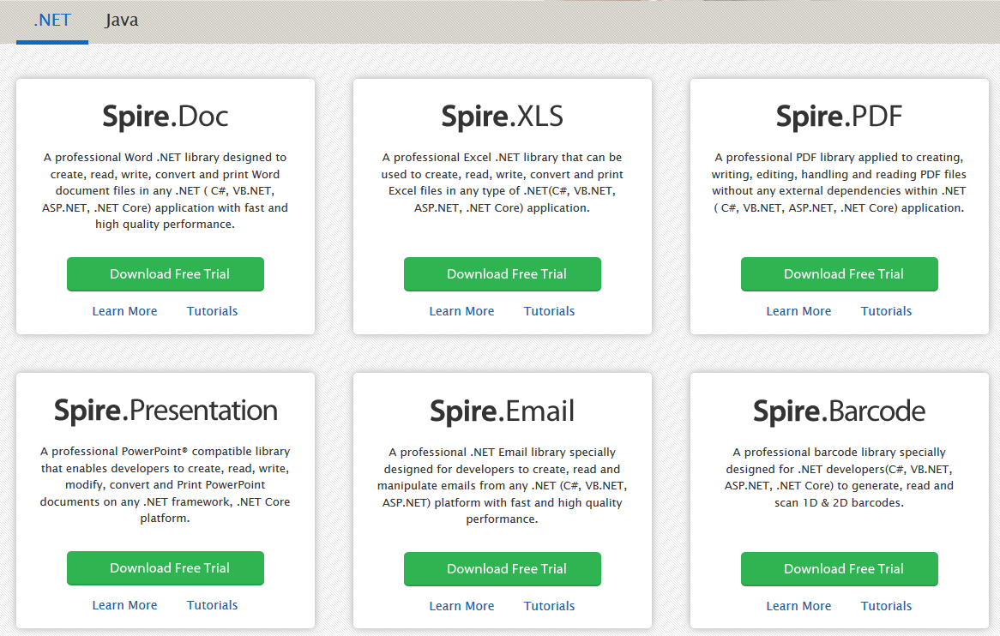 .NET Java
Spire.Doc
A professional Word .NET library designed to
create, read, write, convert and print Word
document files in any .NET ( C#, VB.NET,
ASP.NET, .NET Core) application with fast and
high quality performance.
Download Free Trial
Learn More Tutorials
Spire.XLS
A professional Excel .NET library that can be
used to create, read, write, convert and print
Excel files in any type of .NET(C#, VB.NET,
ASP.NET, .NET Core) application.
Download Free Trial
Learn More Tutorials
Spire.PDF
A professional PDF library applied to creating,
writing, editing, handling and reading PDF files
without any external dependencies within .NET
( C#, VB.NET, ASP.NET, .NET Core) application.
Download Free Trial
Learn More Tutorials
Spire.Presentation
A professional PowerPoint® compatible library
that enables developers to create, read, write,
modify, convert and Print PowerPoint
documents on any .NET framework, .NET Core
platform.
Download Free Trial
Learn More Tutorials
Spire.Email
A professional .NET Email library specially
designed for developers to create, read and
manipulate emails from any .NET (C#, VB.NET,
ASP.NET) platform with fast and high quality
performance.
Download Free Trial
Learn More Tutorials
Spire.Barcode
A professional barcode library specially
designed for .NET developers(C#, VB.NET,
ASP.NET, .NET Core) to generate, read and
scan 1D & 2D barcodes.
Download Free Trial
Learn More Tutorials